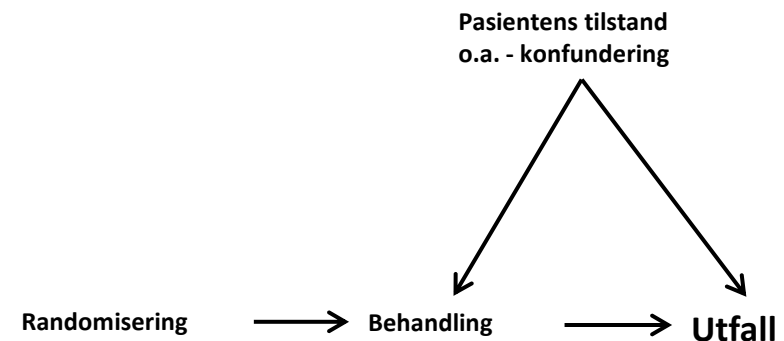 Pasientens tilstand
o.a. - konfundering
Randomisering
Behandling
Utfall